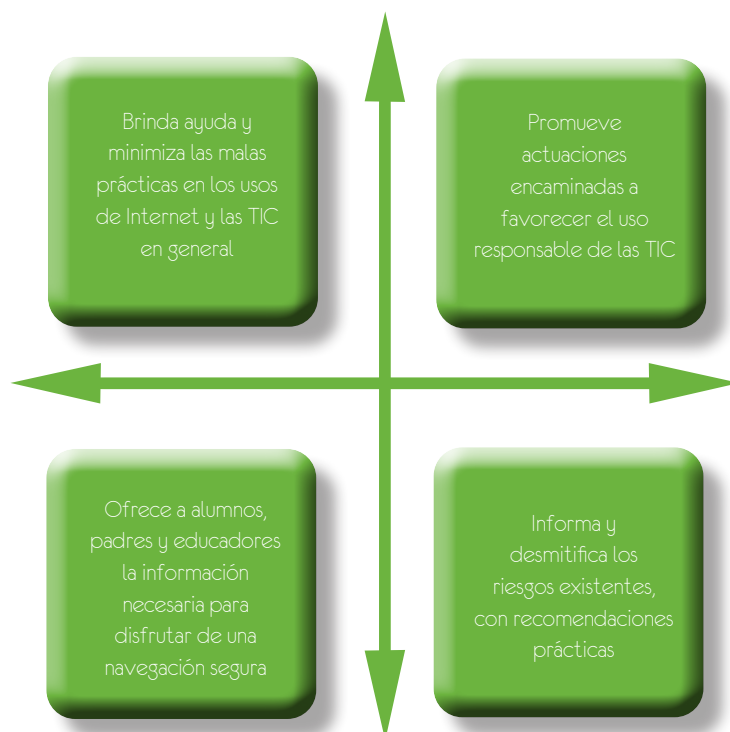 Brinda ayuda y
minimiza las malas
prácticas en los usos
de Internet y las TIC
en general
Promueve
actuaciones
encaminadas a
favorecer el uso
responsable de las TIC
Ofrece a alumnos,
padres y educadores
la información
necesaria para
disfrutar de una
navegación segura
Informa y
desmitifica los
riesgos existentes,
con recomendaciones
prácticas